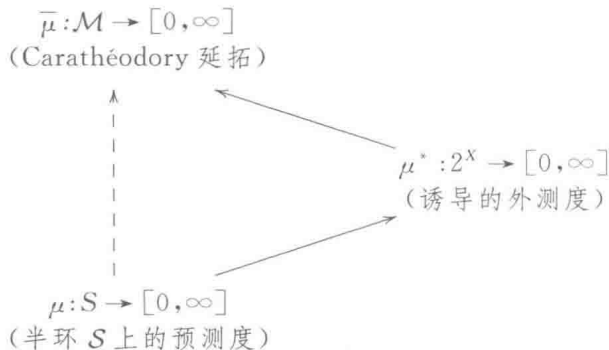 μ̅:ℳ → [0,∞]
(Carathéodory 延拓)
μ*:2^X → [0,∞]
(诱导的外测度)
μ:S → [0,∞]
(半环 S 上的预测度)